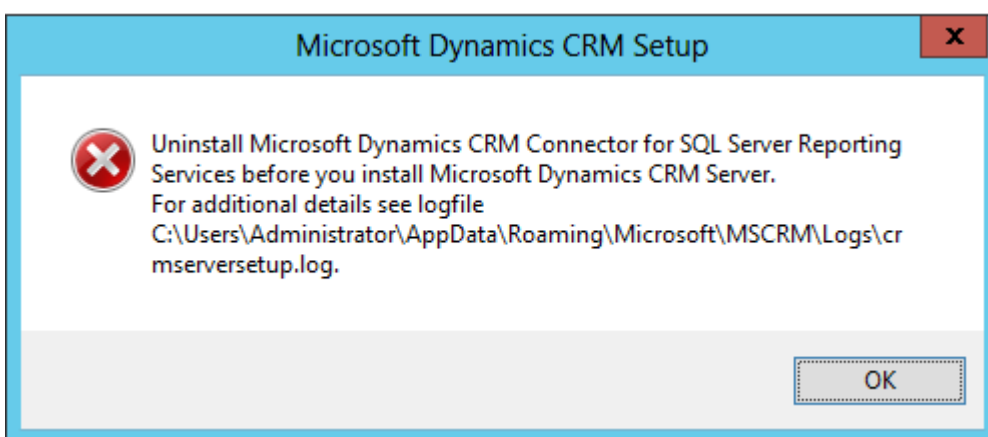 Microsoft Dynamics CRM Setup
x
Uninstall Microsoft Dynamics CRM Connector for SQL Server Reporting
Services before you install Microsoft Dynamics CRM Server.
For additional details see logfile
C:\Users\Administrator\AppData\Roaming\Microsoft\MSCRM\Logs\cr
mserversetup.log.
OK